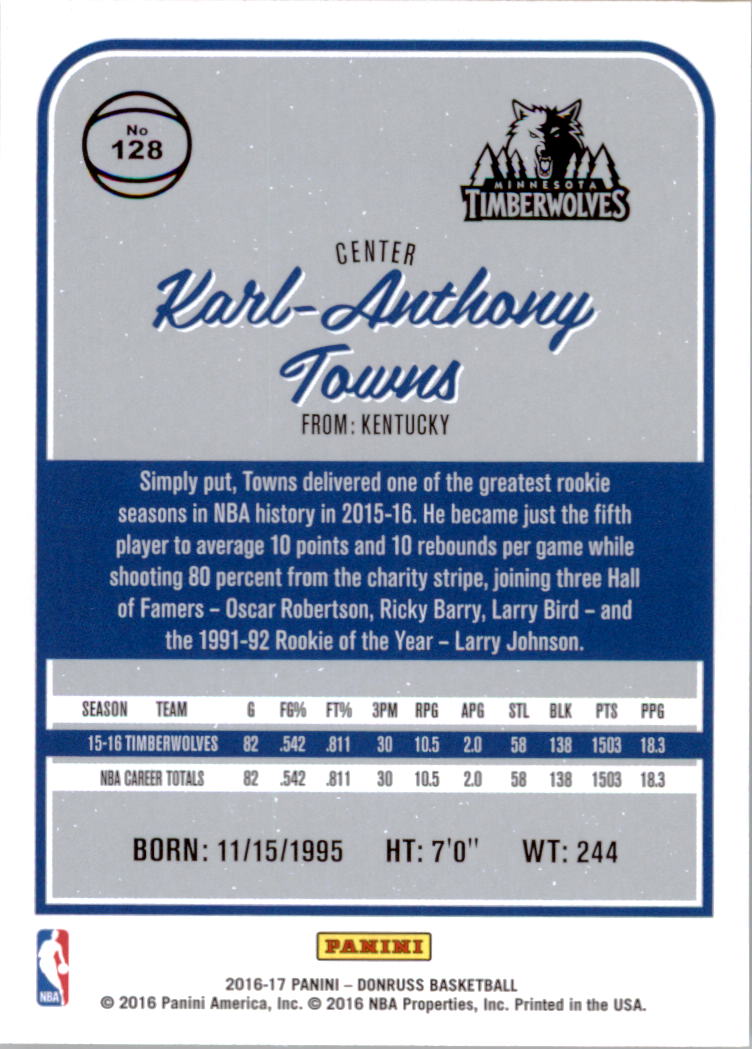 No
128
MINNESOTA
TIMBERWOLVES
CENTER
Karl-Anthony
Towns
FROM: KENTUCKY
Simply put, Towns delivered one of the greatest rookie
seasons in NBA history in 2015-16. He became just the fifth
player to average 10 points and 10 rebounds per game while
shooting 80 percent from the charity stripe, joining three Hall
of Famers – Oscar Robertson, Ricky Barry, Larry Bird – and
the 1991-92 Rookie of the Year – Larry Johnson.
SEASON TEAM G FG% FT% 3PM RPG APG STL BLK PTS PPG
15-16 TIMBERWOLVES 82 .542 .811 30 10.5 2.0 58 138 1503 18.3
NBA CAREER TOTALS 82 .542 .811 30 10.5 2.0 58 138 1503 18.3
BORN: 11/15/1995 HT: 7'0" WT: 244
PANINI
NBA
2016-17 PANINI – DONRUSS BASKETBALL
© 2016 Panini America, Inc. © 2016 NBA Properties, Inc. Printed in the USA.